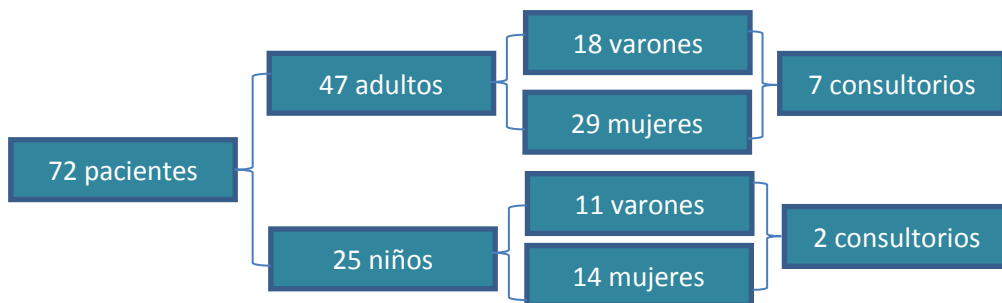 72 pacientes
47 adultos
18 varones
29 mujeres
7 consultorios
25 niños
11 varones
14 mujeres
2 consultorios